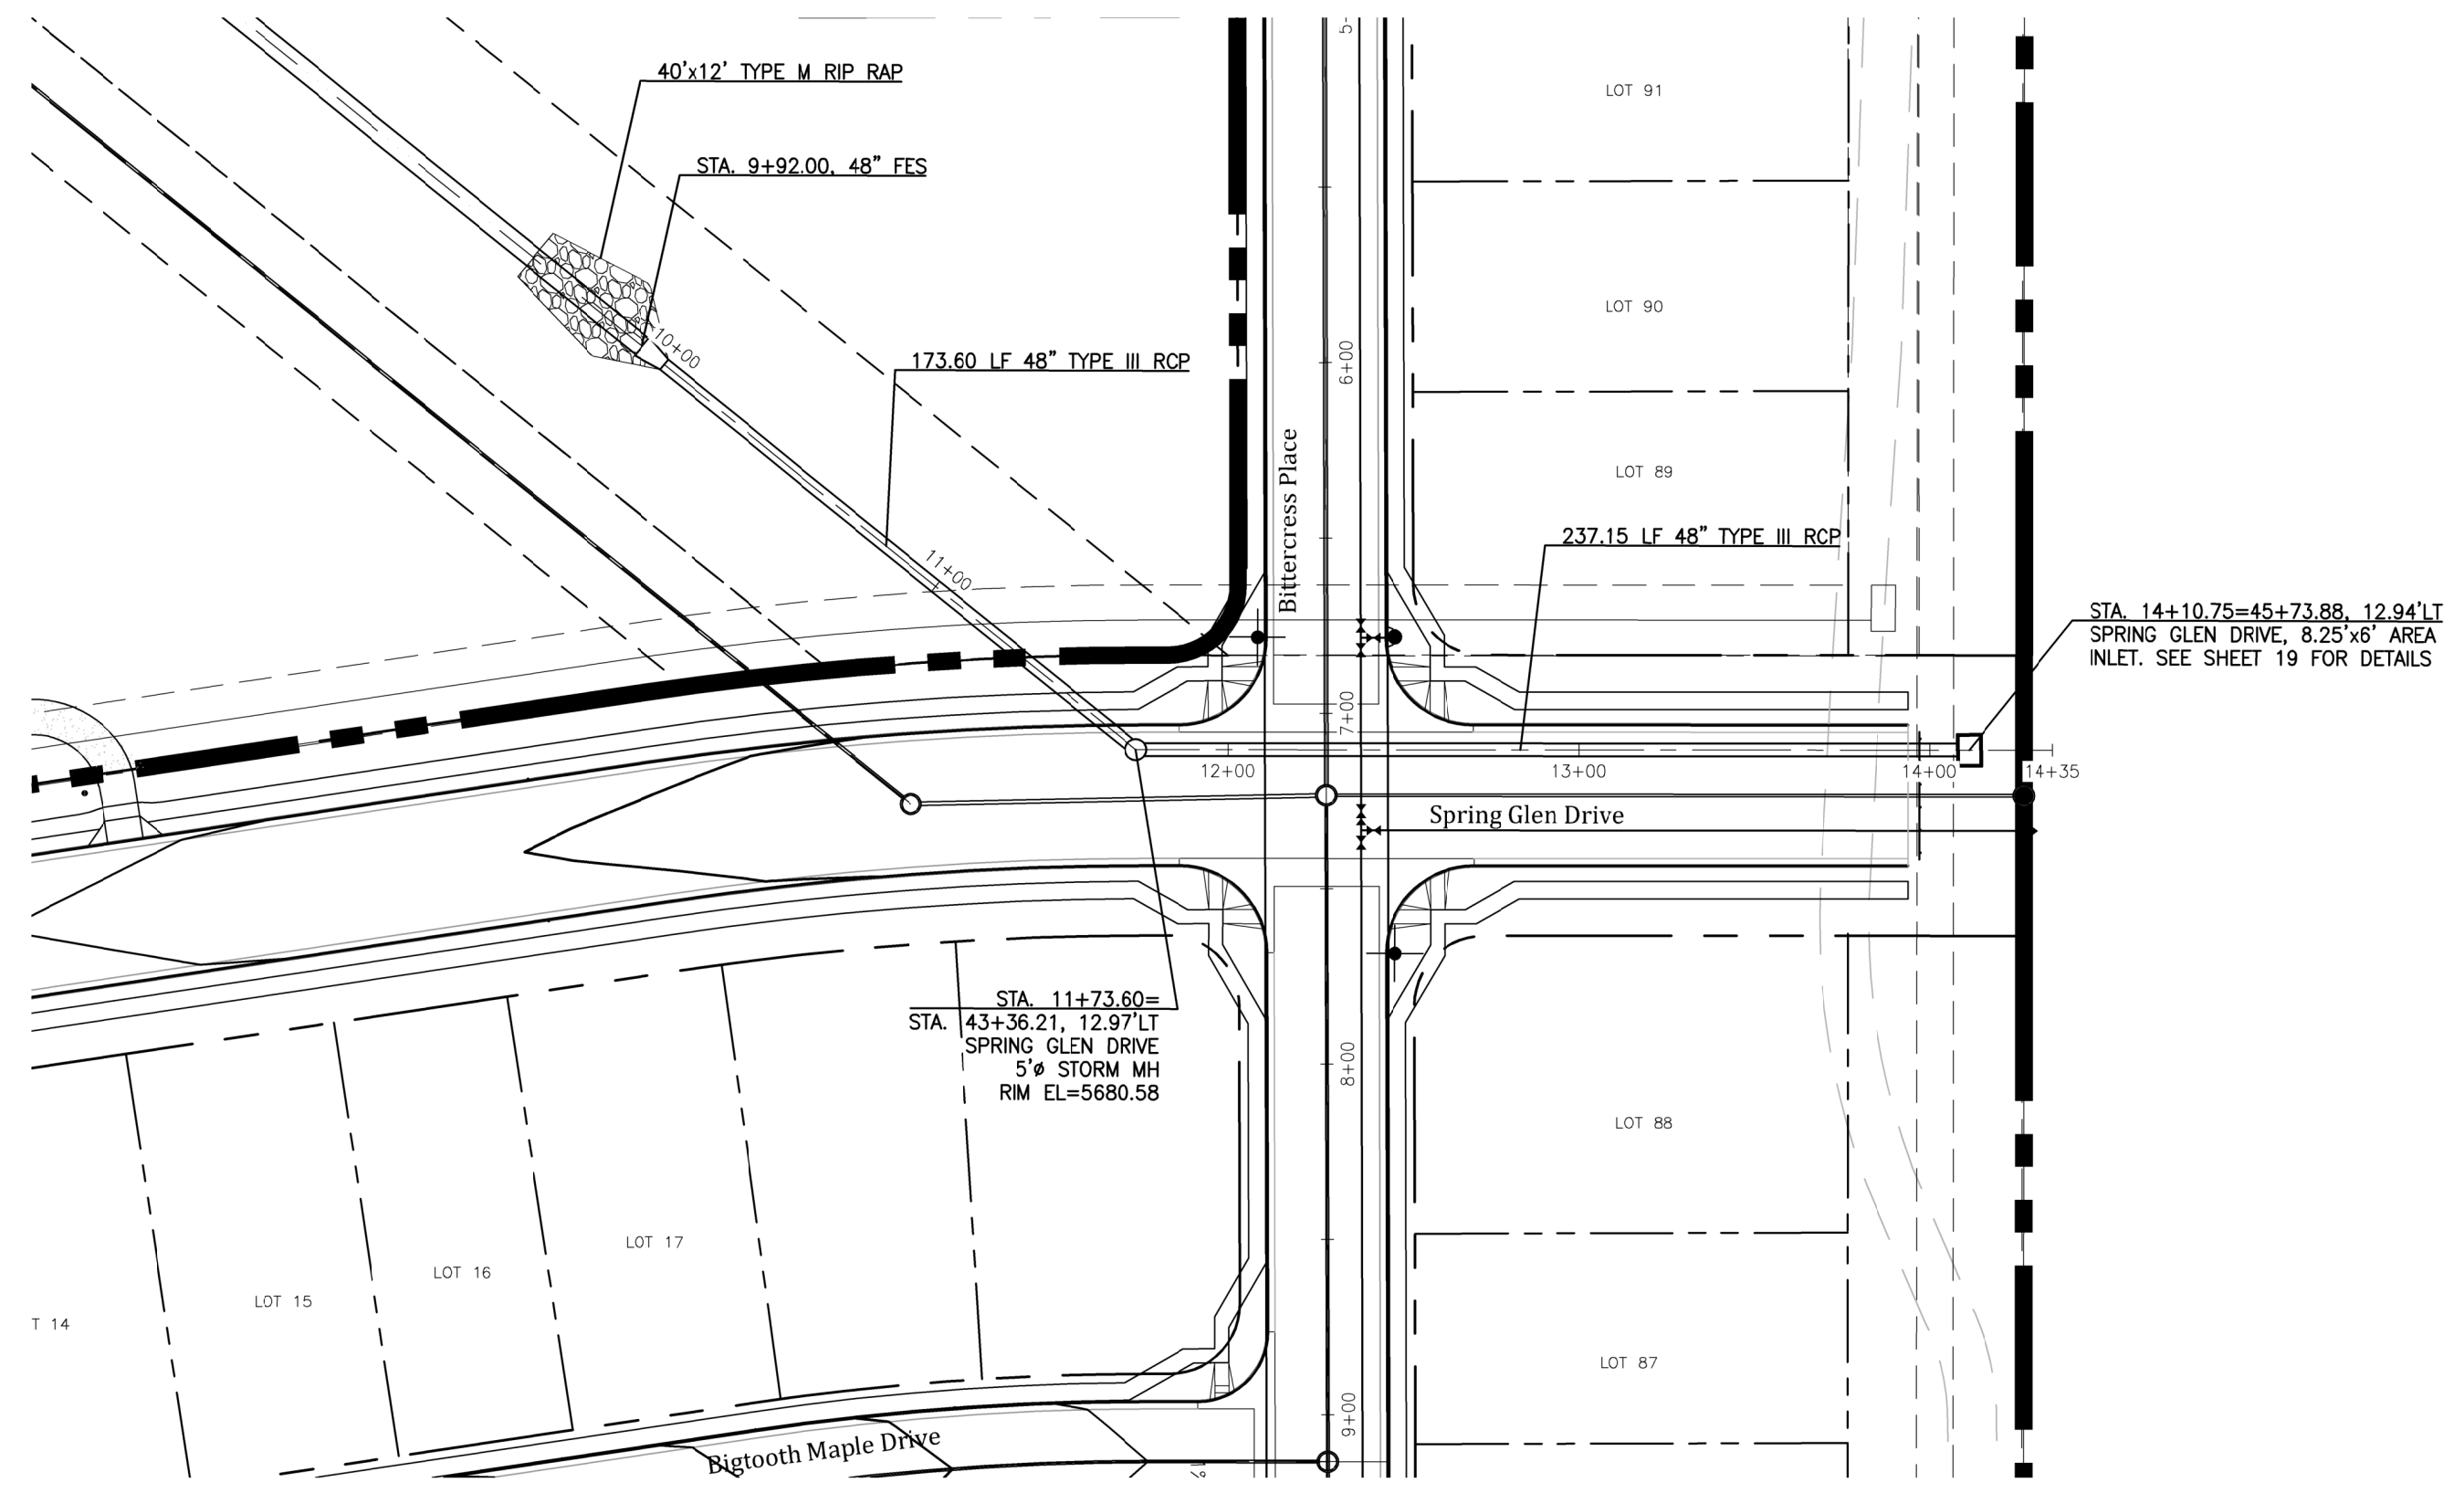 40'x12' TYPE M RIP RAP
5-
LOT 91
STA. 9+92.00, 48" FES
LOT 90
10+00
6+00
173.60 LF 48" TYPE III RCP
LOT 89
Bittercress Place
237.15 LF 48" TYPE III RCP
11+00
STA. 14+10.75=45+73.88, 12.94'LT
SPRING GLEN DRIVE, 8.25'x6' AREA
INLET. SEE SHEET 19 FOR DETAILS
7+00
12+00
13+00
14+00
14+35
Spring Glen Drive
STA. 11+73.60=
STA. 43+36.21, 12.97'LT
SPRING GLEN DRIVE
5'ø STORM MH
RIM EL=5680.58
8+00
LOT 88
LOT 17
LOT 16
LOT 15
T 14
LOT 87
9+00
Bigtooth Maple Drive